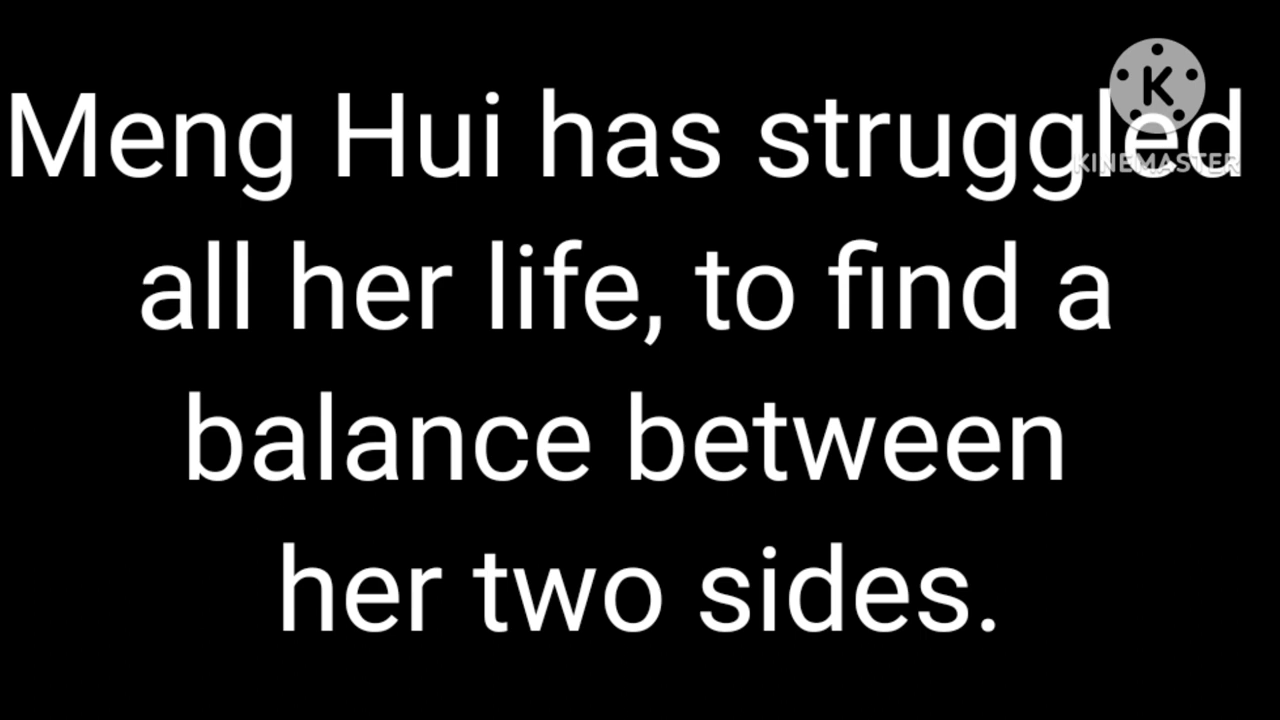 Meng Hui has struggled
all her life, to find a
balance between
her two sides.
K
KINEMASTER